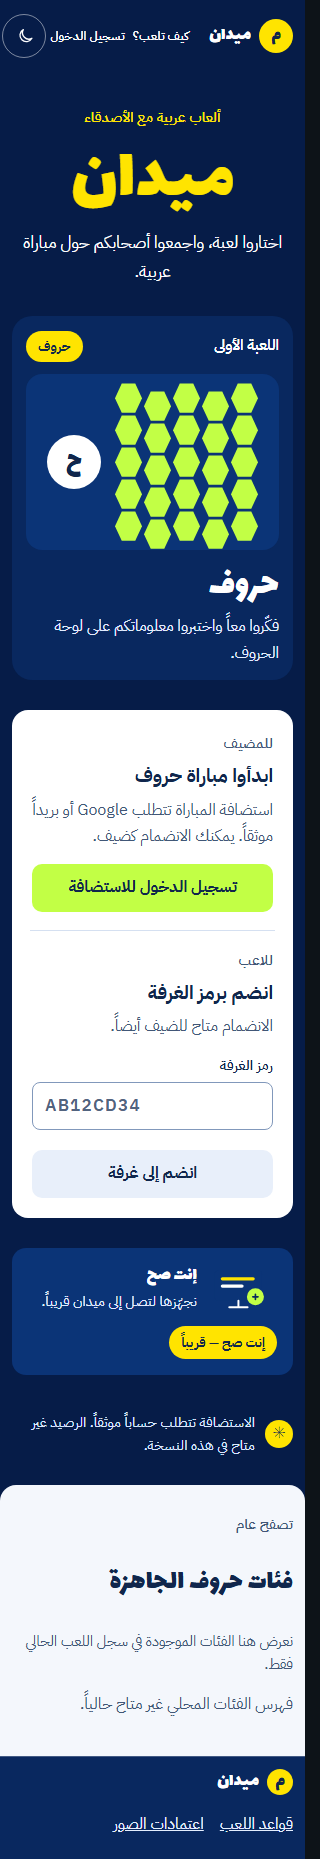 م ميدان كيف تلعب؟ تسجيل الدخول
ألعاب عربية مع الأصدقاء
ميدان
اختاروا لعبة، واجمعوا أصحابكم حول مباراة
عربية.
اللعبة الأولى حروف
ح
حروف
فكّروا معاً واختبروا معلوماتكم على لوحة
الحروف.
للمضيف
ابدأوا مباراة حروف
استضافة المباراة تتطلب Google أو بريداً
موثقاً. يمكنك الانضمام كضيف.
تسجيل الدخول للاستضافة
للاعب
انضم برمز الغرفة
الانضمام متاح للضيف أيضاً.
رمز الغرفة
AB12CD34
انضم إلى غرفة
إنت صح
نجهّزها لتصل إلى ميدان قريباً.
إنت صح — قريباً
الاستضافة تتطلب حساباً موثقاً. الرصيد غير
متاح في هذه النسخة.
تصفح عام
فئات حروف الجاهزة
نعرض هنا الفئات الموجودة في سجل اللعب الحالي
فقط.
فهرس الفئات المحلي غير متاح حالياً.
م ميدان
قواعد اللعب اعتمادات الصور